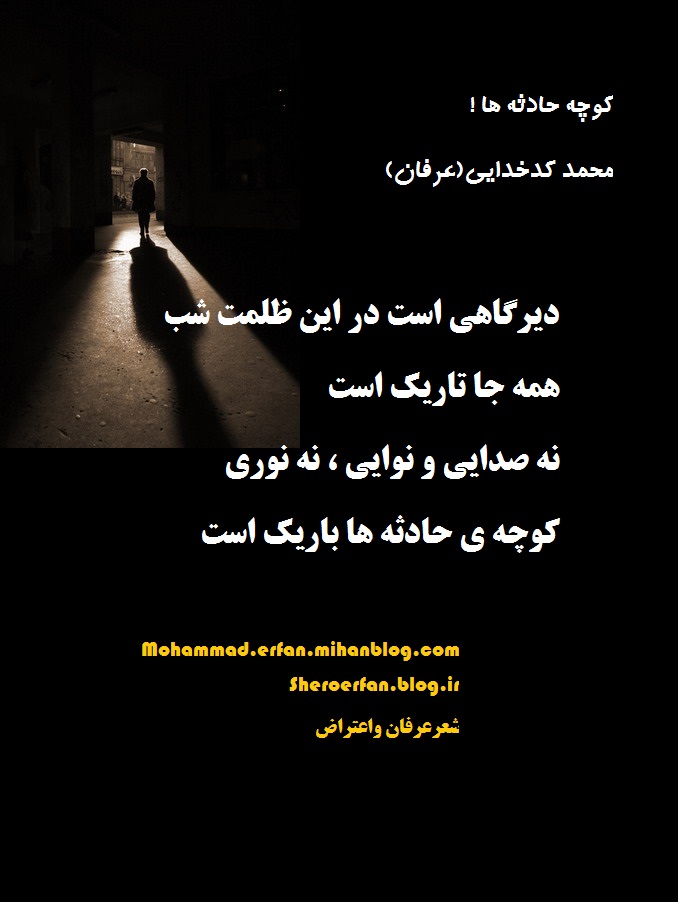 کوچه حادثه ها !
محمد کدخدایی(عرفان)
دیرگاهی است در این ظلمت شب
همه جا تاریک است
نه صدایی و نوایی ، نه نوری
کوچه ی حادثه ها باریک است
Mohammad.erfan.mihanblog.com
Sheroerfan.blog.ir
شعرعرفان واعتراض